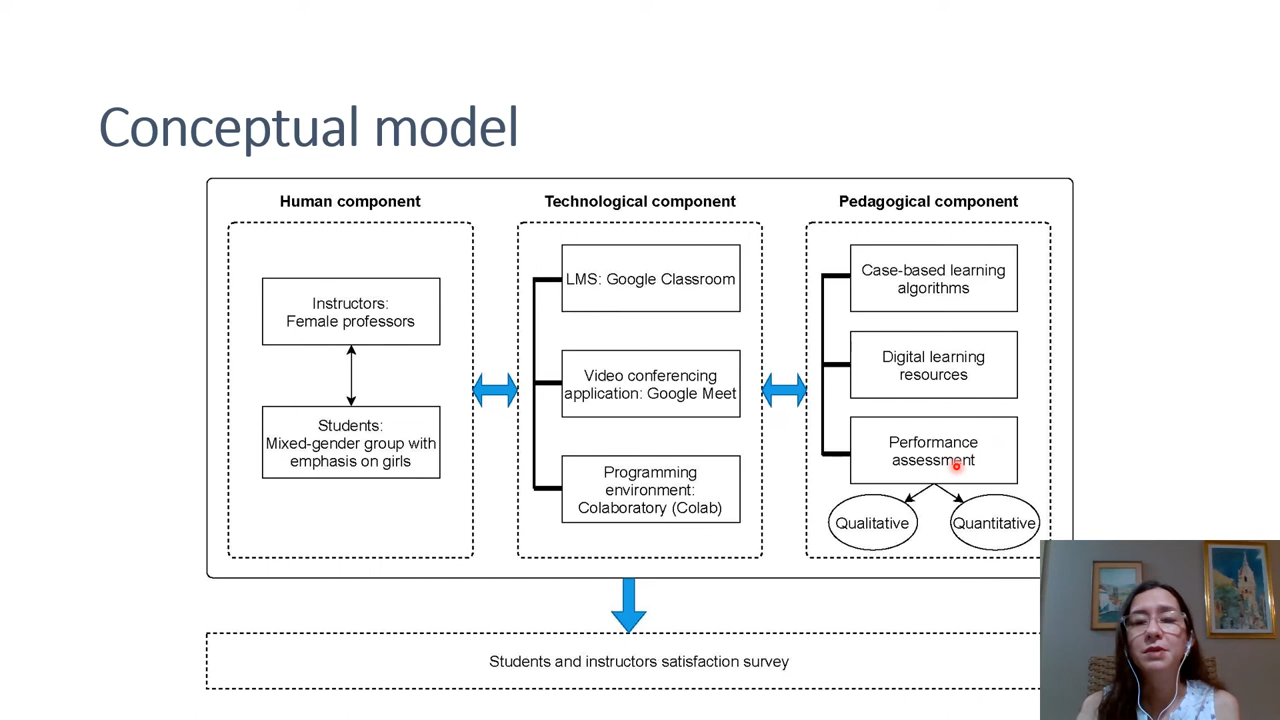 Conceptual model
Human component
Instructors:
Female professors
Students:
Mixed-gender group with
emphasis on girls
Technological component
LMS: Google Classroom
Video conferencing
application: Google Meet
Programming
environment:
Colaboratory (Colab)
Pedagogical component
Case-based learning
algorithms
Digital learning
resources
Performance
assessment
Qualitative
Quantitative
Students and instructors satisfaction survey